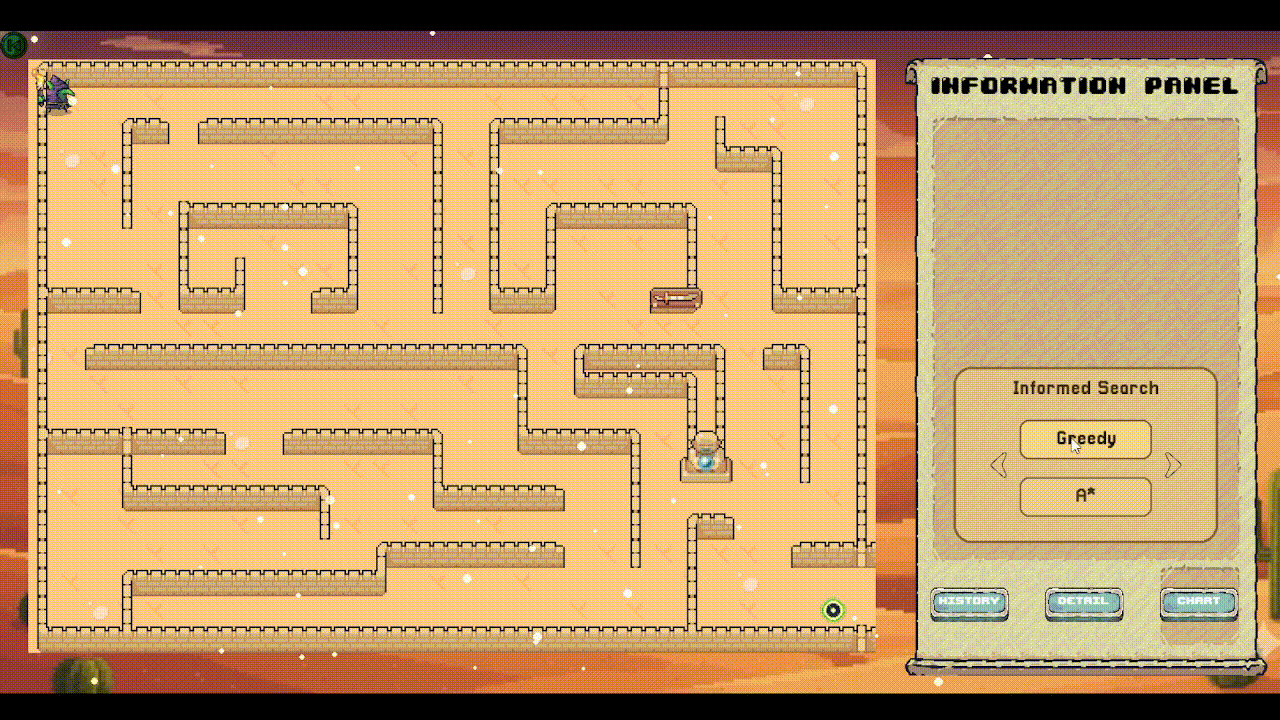 INFORMATION PANEL
Informed Search
Greedy
A*
HISTORY
DETAIL
CHART